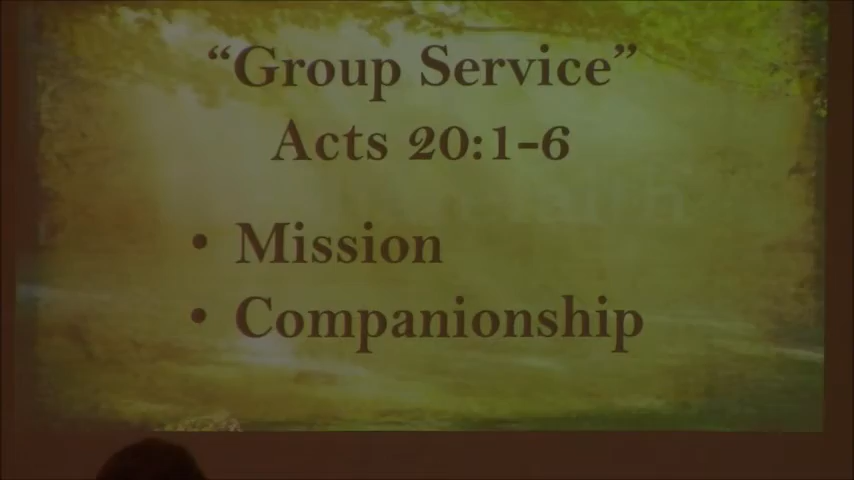 “Group Service”
Acts 20:1-6
• Mission
• Companionship